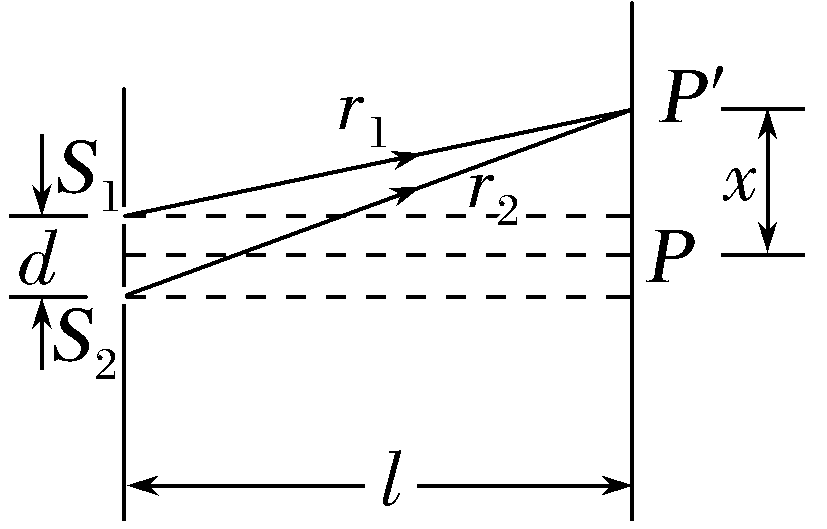 P′
r₁
S₁
x
r₂
d
P
S₂
l